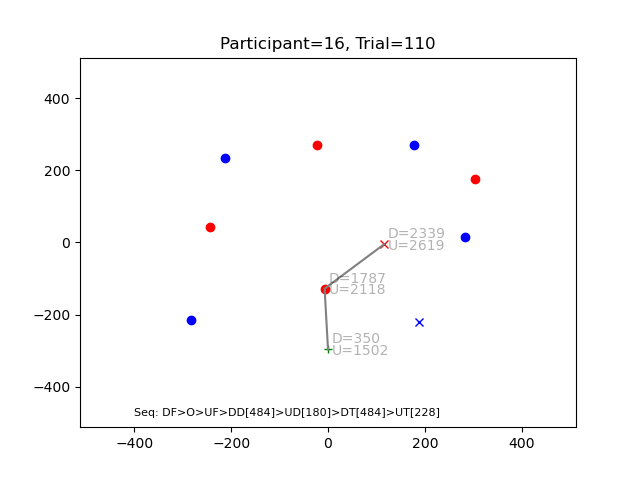 Participant=16, Trial=110
400
200
0
−200
−400
D=2339
U=2619
D=1787
U=2118
D=350
U=1502
Seq: DF>O>UF>DD[484]>UD[180]>DT[484]>UT[228]
−400 −200 0 200 400